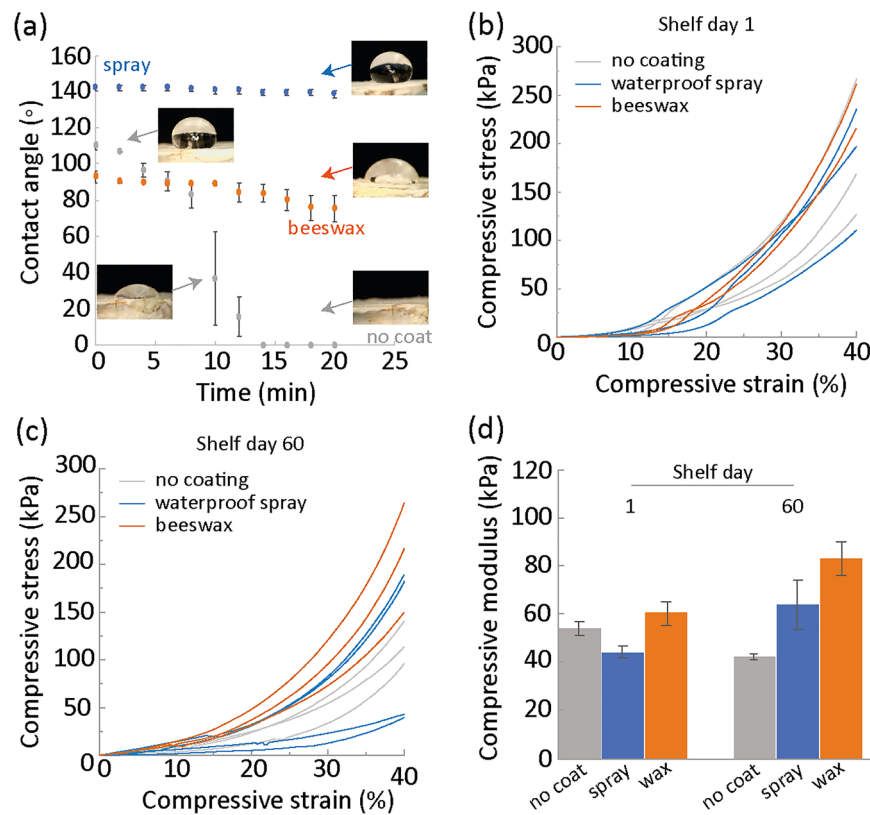 (a)
160
140
120
100
80
60
40
20
0
Contact angle (°)
spray
beeswax
no coat
0 5 10 15 20 25
Time (min)
(b)
Shelf day 1
300
250
200
150
100
50
0
Compressive stress (kPa)
no coating
waterproof spray
beeswax
0 10 20 30 40
Compressive strain (%)
(c)
Shelf day 60
300
250
200
150
100
50
0
Compressive stress (kPa)
no coating
waterproof spray
beeswax
0 10 20 30 40
Compressive strain (%)
(d)
120
100
80
60
40
20
0
Compressive modulus (kPa)
Shelf day
1 60
no coat spray wax no coat spray wax